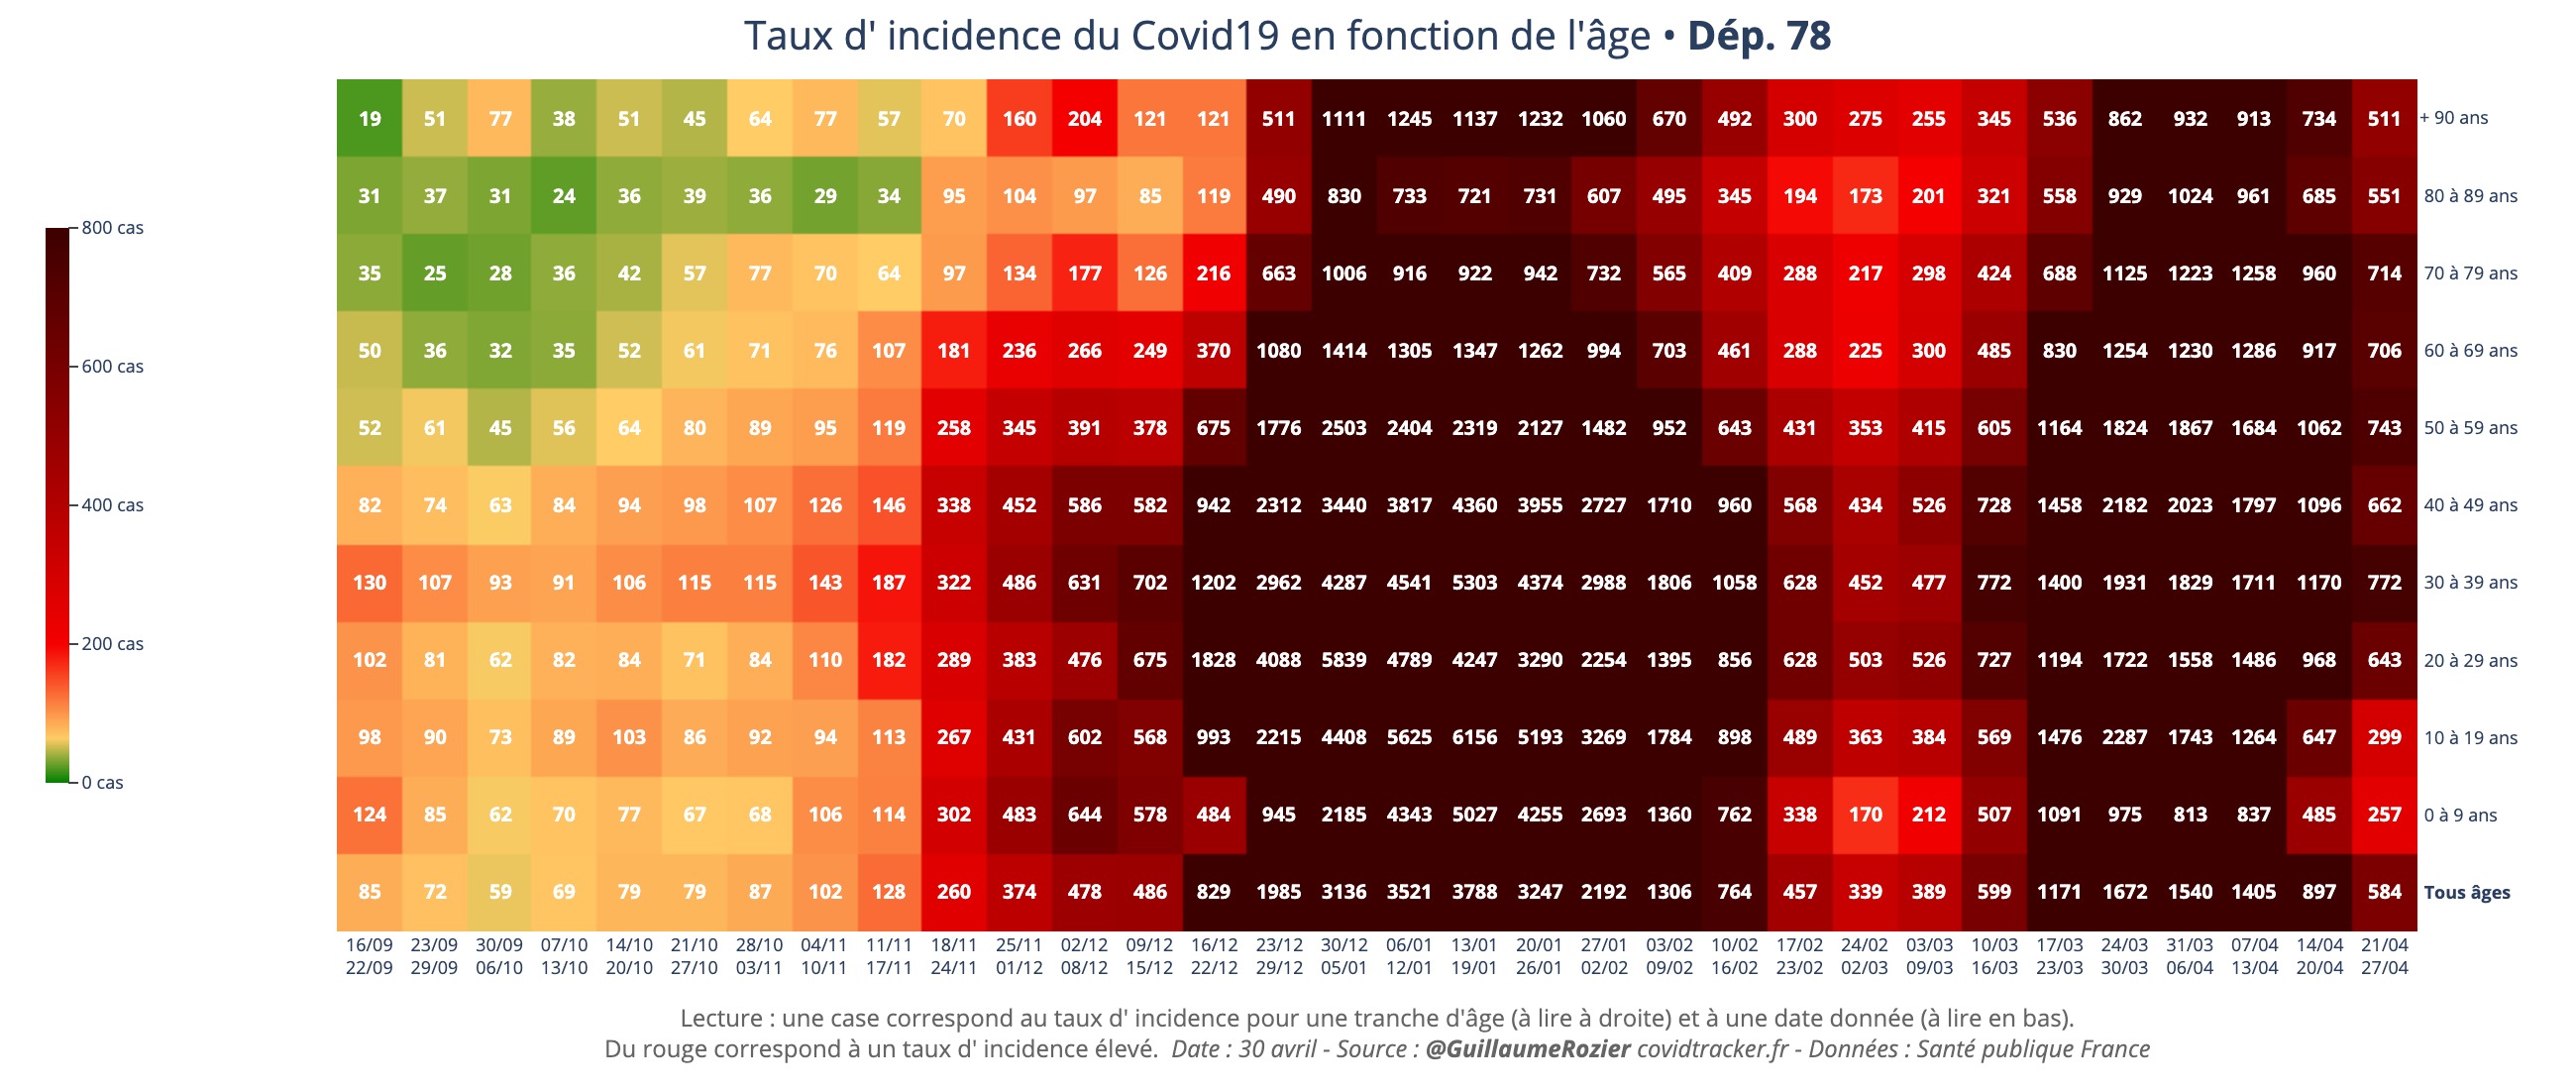 Taux d' incidence du Covid19 en fonction de l'âge • Dép. 78
800 cas
600 cas
400 cas
200 cas
0 cas
19 51 77 38 51 45 64 77 57 70 160 204 121 121 511 1111 1245 1137 1232 1060 670 492 300 275 255 345 536 862 932 913 734 511 + 90 ans
31 37 31 24 36 39 36 29 34 95 104 97 85 119 490 830 733 721 731 607 495 345 194 173 201 321 558 929 1024 961 685 551 80 à 89 ans
35 25 28 36 42 57 77 70 64 97 134 177 126 216 663 1006 916 922 942 732 565 409 288 217 298 424 688 1125 1223 1258 960 714 70 à 79 ans
50 36 32 35 52 61 71 76 107 181 236 266 249 370 1080 1414 1305 1347 1262 994 703 461 288 225 300 485 830 1254 1230 1286 917 706 60 à 69 ans
52 61 45 56 64 80 89 95 119 258 345 391 378 675 1776 2503 2404 2319 2127 1482 952 643 431 353 415 605 1164 1824 1867 1684 1062 743 50 à 59 ans
82 74 63 84 94 98 107 126 146 338 452 586 582 942 2312 3440 3817 4360 3955 2727 1710 960 568 434 526 728 1458 2182 2023 1797 1096 662 40 à 49 ans
130 107 93 91 106 115 115 143 187 322 486 631 702 1202 2962 4287 4541 5303 4374 2988 1806 1058 628 452 477 772 1400 1931 1829 1711 1170 772 30 à 39 ans
102 81 62 82 84 71 84 110 182 289 383 476 675 1828 4088 5839 4789 4247 3290 2254 1395 856 628 503 526 727 1194 1722 1558 1486 968 643 20 à 29 ans
98 90 73 89 103 86 92 94 113 267 431 602 568 993 2215 4408 5625 6156 5193 3269 1784 898 489 363 384 569 1476 2287 1743 1264 647 299 10 à 19 ans
124 85 62 70 77 67 68 106 114 302 483 644 578 484 945 2185 4343 5027 4255 2693 1360 762 338 170 212 507 1091 975 813 837 485 257 0 à 9 ans
85 72 59 69 79 79 87 102 128 260 374 478 486 829 1985 3136 3521 3788 3247 2192 1306 764 457 339 389 599 1171 1672 1540 1405 897 584 Tous âges
16/09 23/09 30/09 07/10 14/10 21/10 28/10 04/11 11/11 18/11 25/11 02/12 09/12 16/12 23/12 30/12 06/01 13/01 20/01 27/01 03/02 10/02 17/02 24/02 03/03 10/03 17/03 24/03 31/03 07/04 14/04 21/04
22/09 29/09 06/10 13/10 20/10 27/10 03/11 10/11 17/11 24/11 01/12 08/12 15/12 22/12 29/12 05/01 12/01 19/01 26/01 02/02 09/02 16/02 23/02 02/03 09/03 16/03 23/03 30/03 06/04 13/04 20/04 27/04
Lecture : une case correspond au taux d' incidence pour une tranche d'âge (à lire à droite) et à une date donnée (à lire en bas).
Du rouge correspond à un taux d' incidence élevé. Date : 30 avril - Source : @GuillaumeRozier covidtracker.fr - Données : Santé publique France